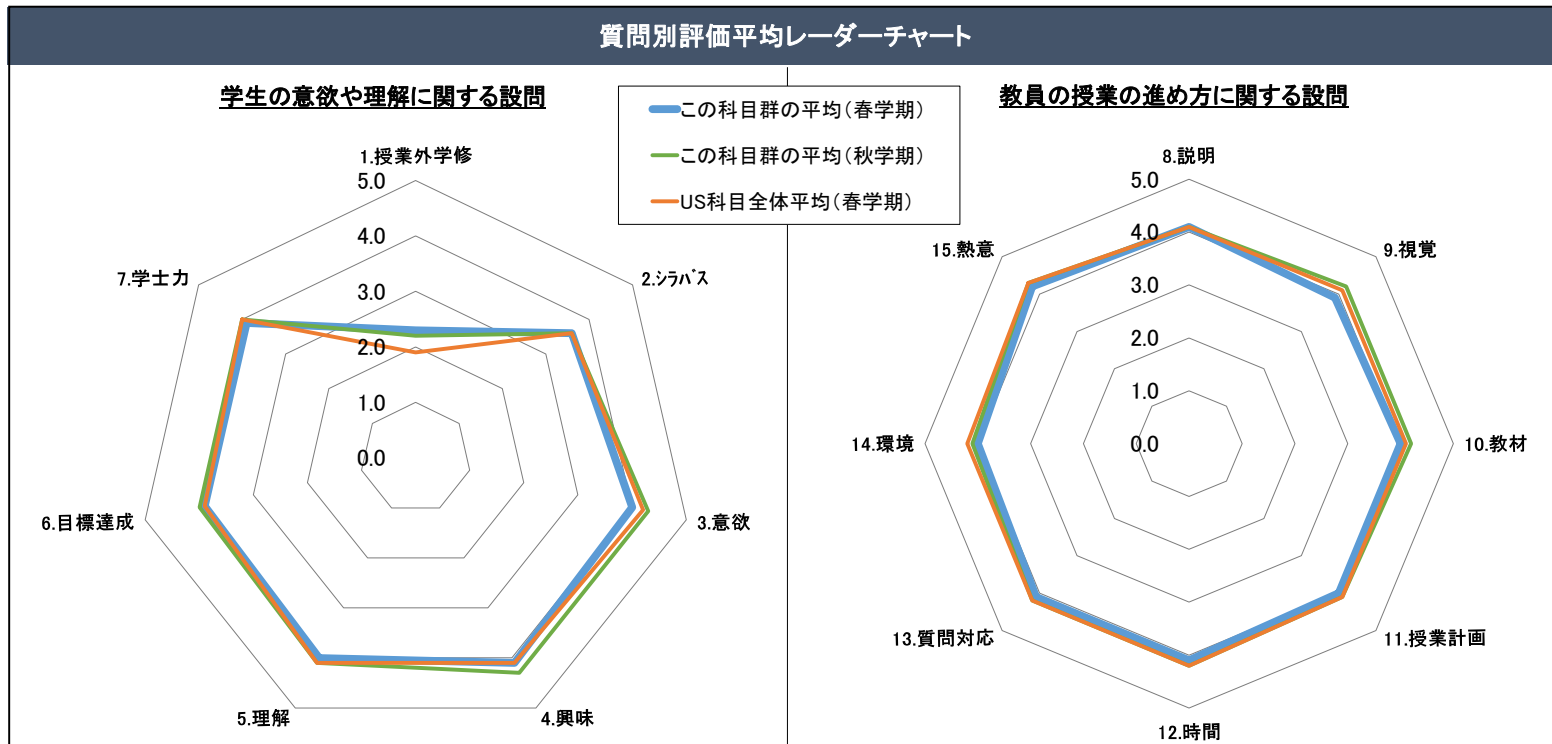 質問別評価平均レーダーチャート
学生の意欲や理解に関する設問
この科目群の平均(春学期)
この科目群の平均(秋学期)
US科目全体平均(春学期)
教員の授業の進め方に関する設問
1.授業外学修
5.0
4.0
3.0
2.0
1.0
0.0
2.シラバス
3.意欲
4.興味
5.理解
6.目標達成
7.学士力
8.説明
5.0
4.0
3.0
2.0
1.0
0.0
9.視覚
10.教材
11.授業計画
12.時間
13.質問対応
14.環境
15.熱意